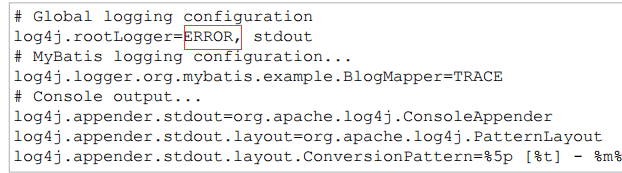 # Global logging configuration
log4j.rootLogger=ERROR, stdout
# MyBatis logging configuration...
log4j.logger.org.mybatis.example.BlogMapper=TRACE
# Console output...
log4j.appender.stdout=org.apache.log4j.ConsoleAppender
log4j.appender.stdout.layout=org.apache.log4j.PatternLayout
log4j.appender.stdout.layout.ConversionPattern=%5p [%t] - %m%